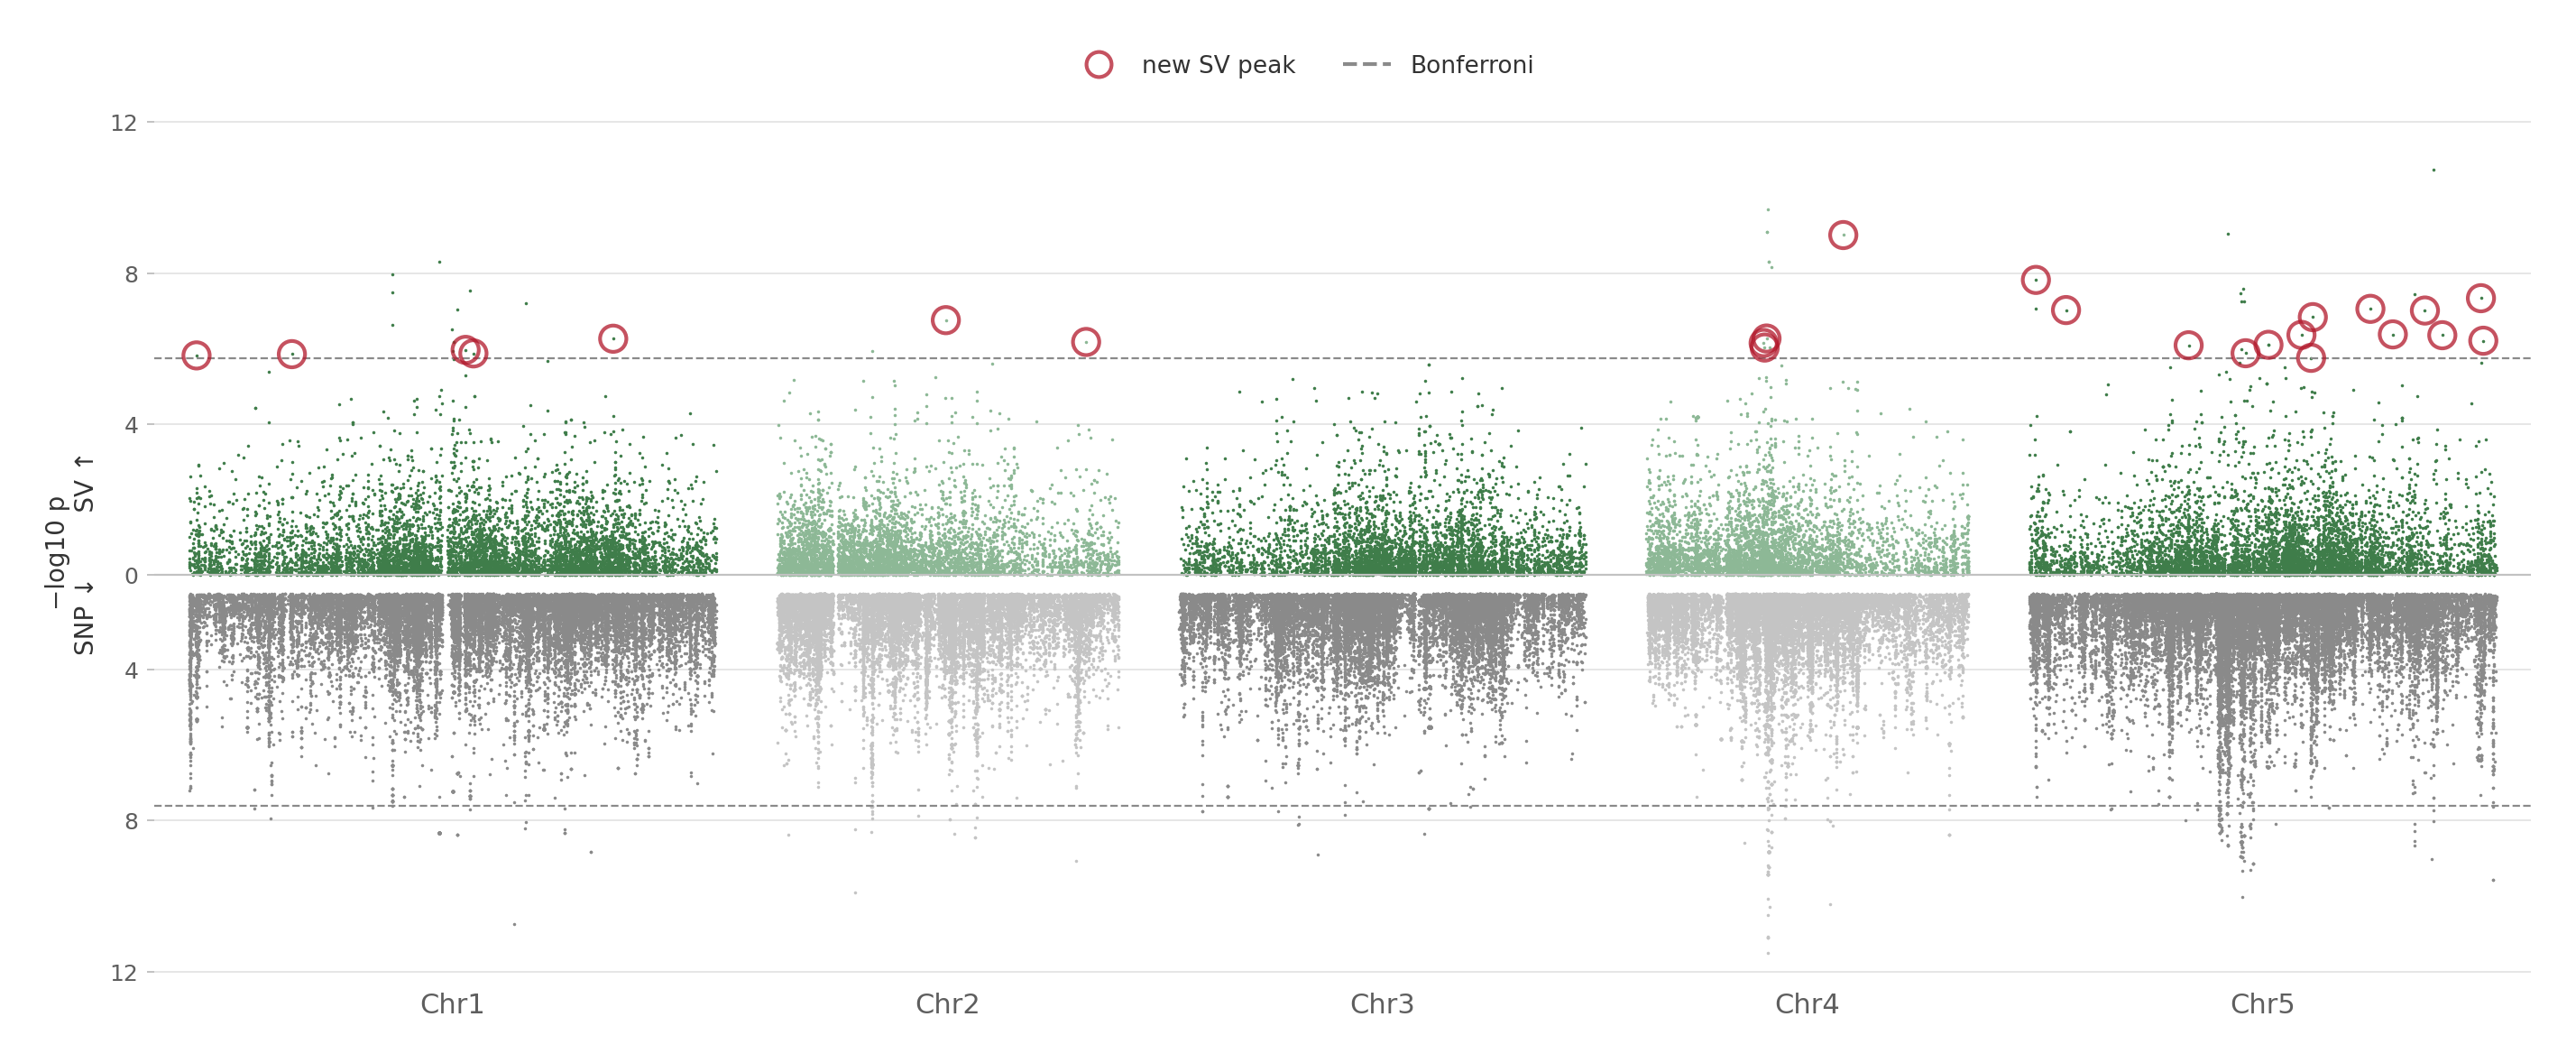 new SV peak
Bonferroni
12
8
4
0
4
8
12
−log10 p
SNP ↓ SV ↑
Chr1
Chr2
Chr3
Chr4
Chr5